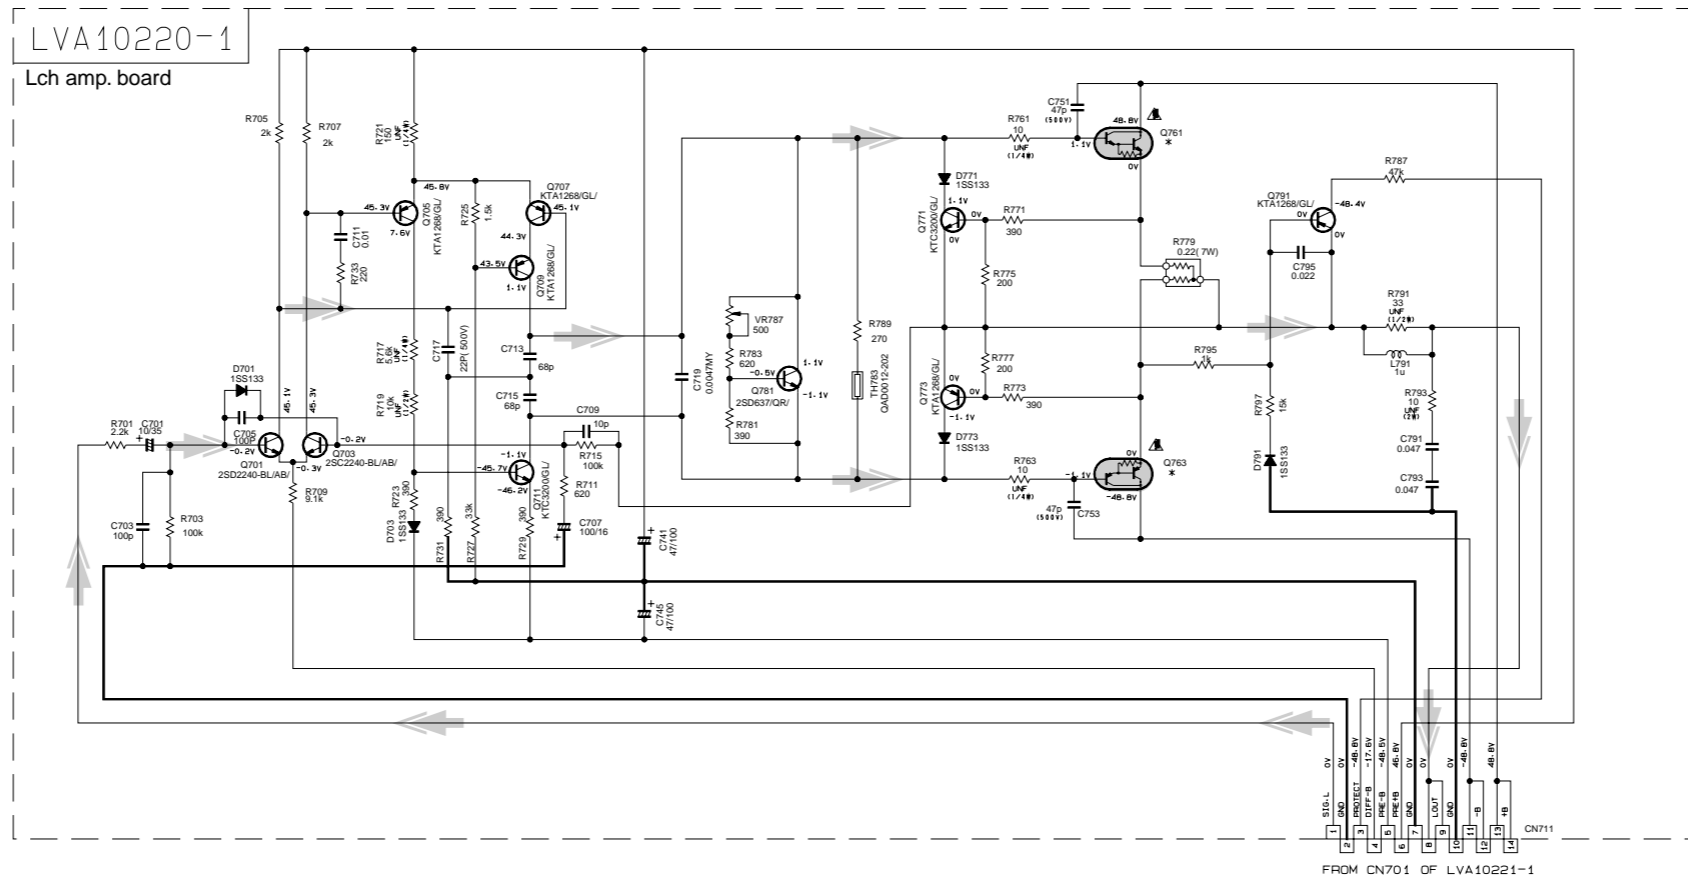 LVA10220-1
Lch amp. board
R705
2k
R707
2k
R721
150
UNF
(1/4W)
45.8V
Q707
KTA1268/GL/
45.1V
45.3V
7.6V
Q705
KTA1268/GL/
R725
1.5k
44.3V
43.5V
1.1V
Q709
KTA1268/GL/
C711
0.01
R733
220
R717
5.6k
UNF
(1/4W)
C717
22P(500V)
C713
68p
C715
68p
R719
10k
UNF
(1/2W)
D701
1SS133
45.1V
45.3V
R701
2.2k
C701
10/35
+
C705
100P
-0.2V
Q701
2SD2240-BL/AB/
-0.2V
Q703
2SC2240-BL/AB/
-0.3V
R709
9.1k
C703
100p
R703
100k
R723
390
D703
1SS133
390
R731
33k
R727
390
R729
-1.1V
-45.7V
-46.2V
Q711
KTC3200/GL/
C709
10p
R715
100k
R711
620
C707
100/16
+
C741
47/100
+
C745
47/100
+
C719
0.0047MY
VR787
500
R783
620
-0.5V
1.1V
-1.1V
Q781
2SD637/QR/
R781
390
R789
270
TH783
QAD0012-202
D771
1SS133
1.1V
Q771
KTC3200/GL/
0V
0V
R771
390
R775
200
R777
200
Q773
KTA1268/GL/
0V
0V
-1.1V
R773
390
D773
1SS133
R761
10
UNF
(1/4W)
C751
47p
(500V)
48.8V
1.1V
Q761
*
0V
R763
10
UNF
(1/4W)
-1.1V
0V
-48.8V
Q763
*
47p
(500V)
C753
R779
0.22(7W)
R795
1k
Q791
KTA1268/GL/
0V
-48.4V
0V
R787
47k
C795
0.022
R797
15k
D791
1SS133
R791
33
UNF
(1/2W)
L791
1u
R793
10
UNF
(2W)
C791
0.047
C793
0.047
SIG.L 0V
GND 0V
PROTECT -48.8V
DIFF-B -17.6V
PRE-B -48.5V
PRE+B 46.8V
GND 0V
LOUT 0V
GND 0V
-B -48.8V
+B 48.8V
1 2 3 4 5 6 7 8 9 10 11 12 13 14
CN711
FROM CN701 OF LVA10221-1